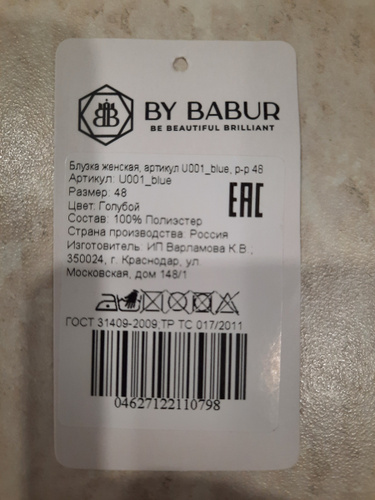 BY BABUR
BE BEAUTIFUL BRILLIANT
Блузка женская, артикул U001_blue, р-р 48
Артикул: U001_blue
Размер: 48
Цвет: Голубой
Состав: 100% Полиэстер
Страна производства: Россия
Изготовитель: ИП Варламова К.В.,
350024, г. Краснодар, ул.
Московская, дом 148/1
EAC
ГОСТ 31409-2009;ТР ТС 017/2011
04627122110798